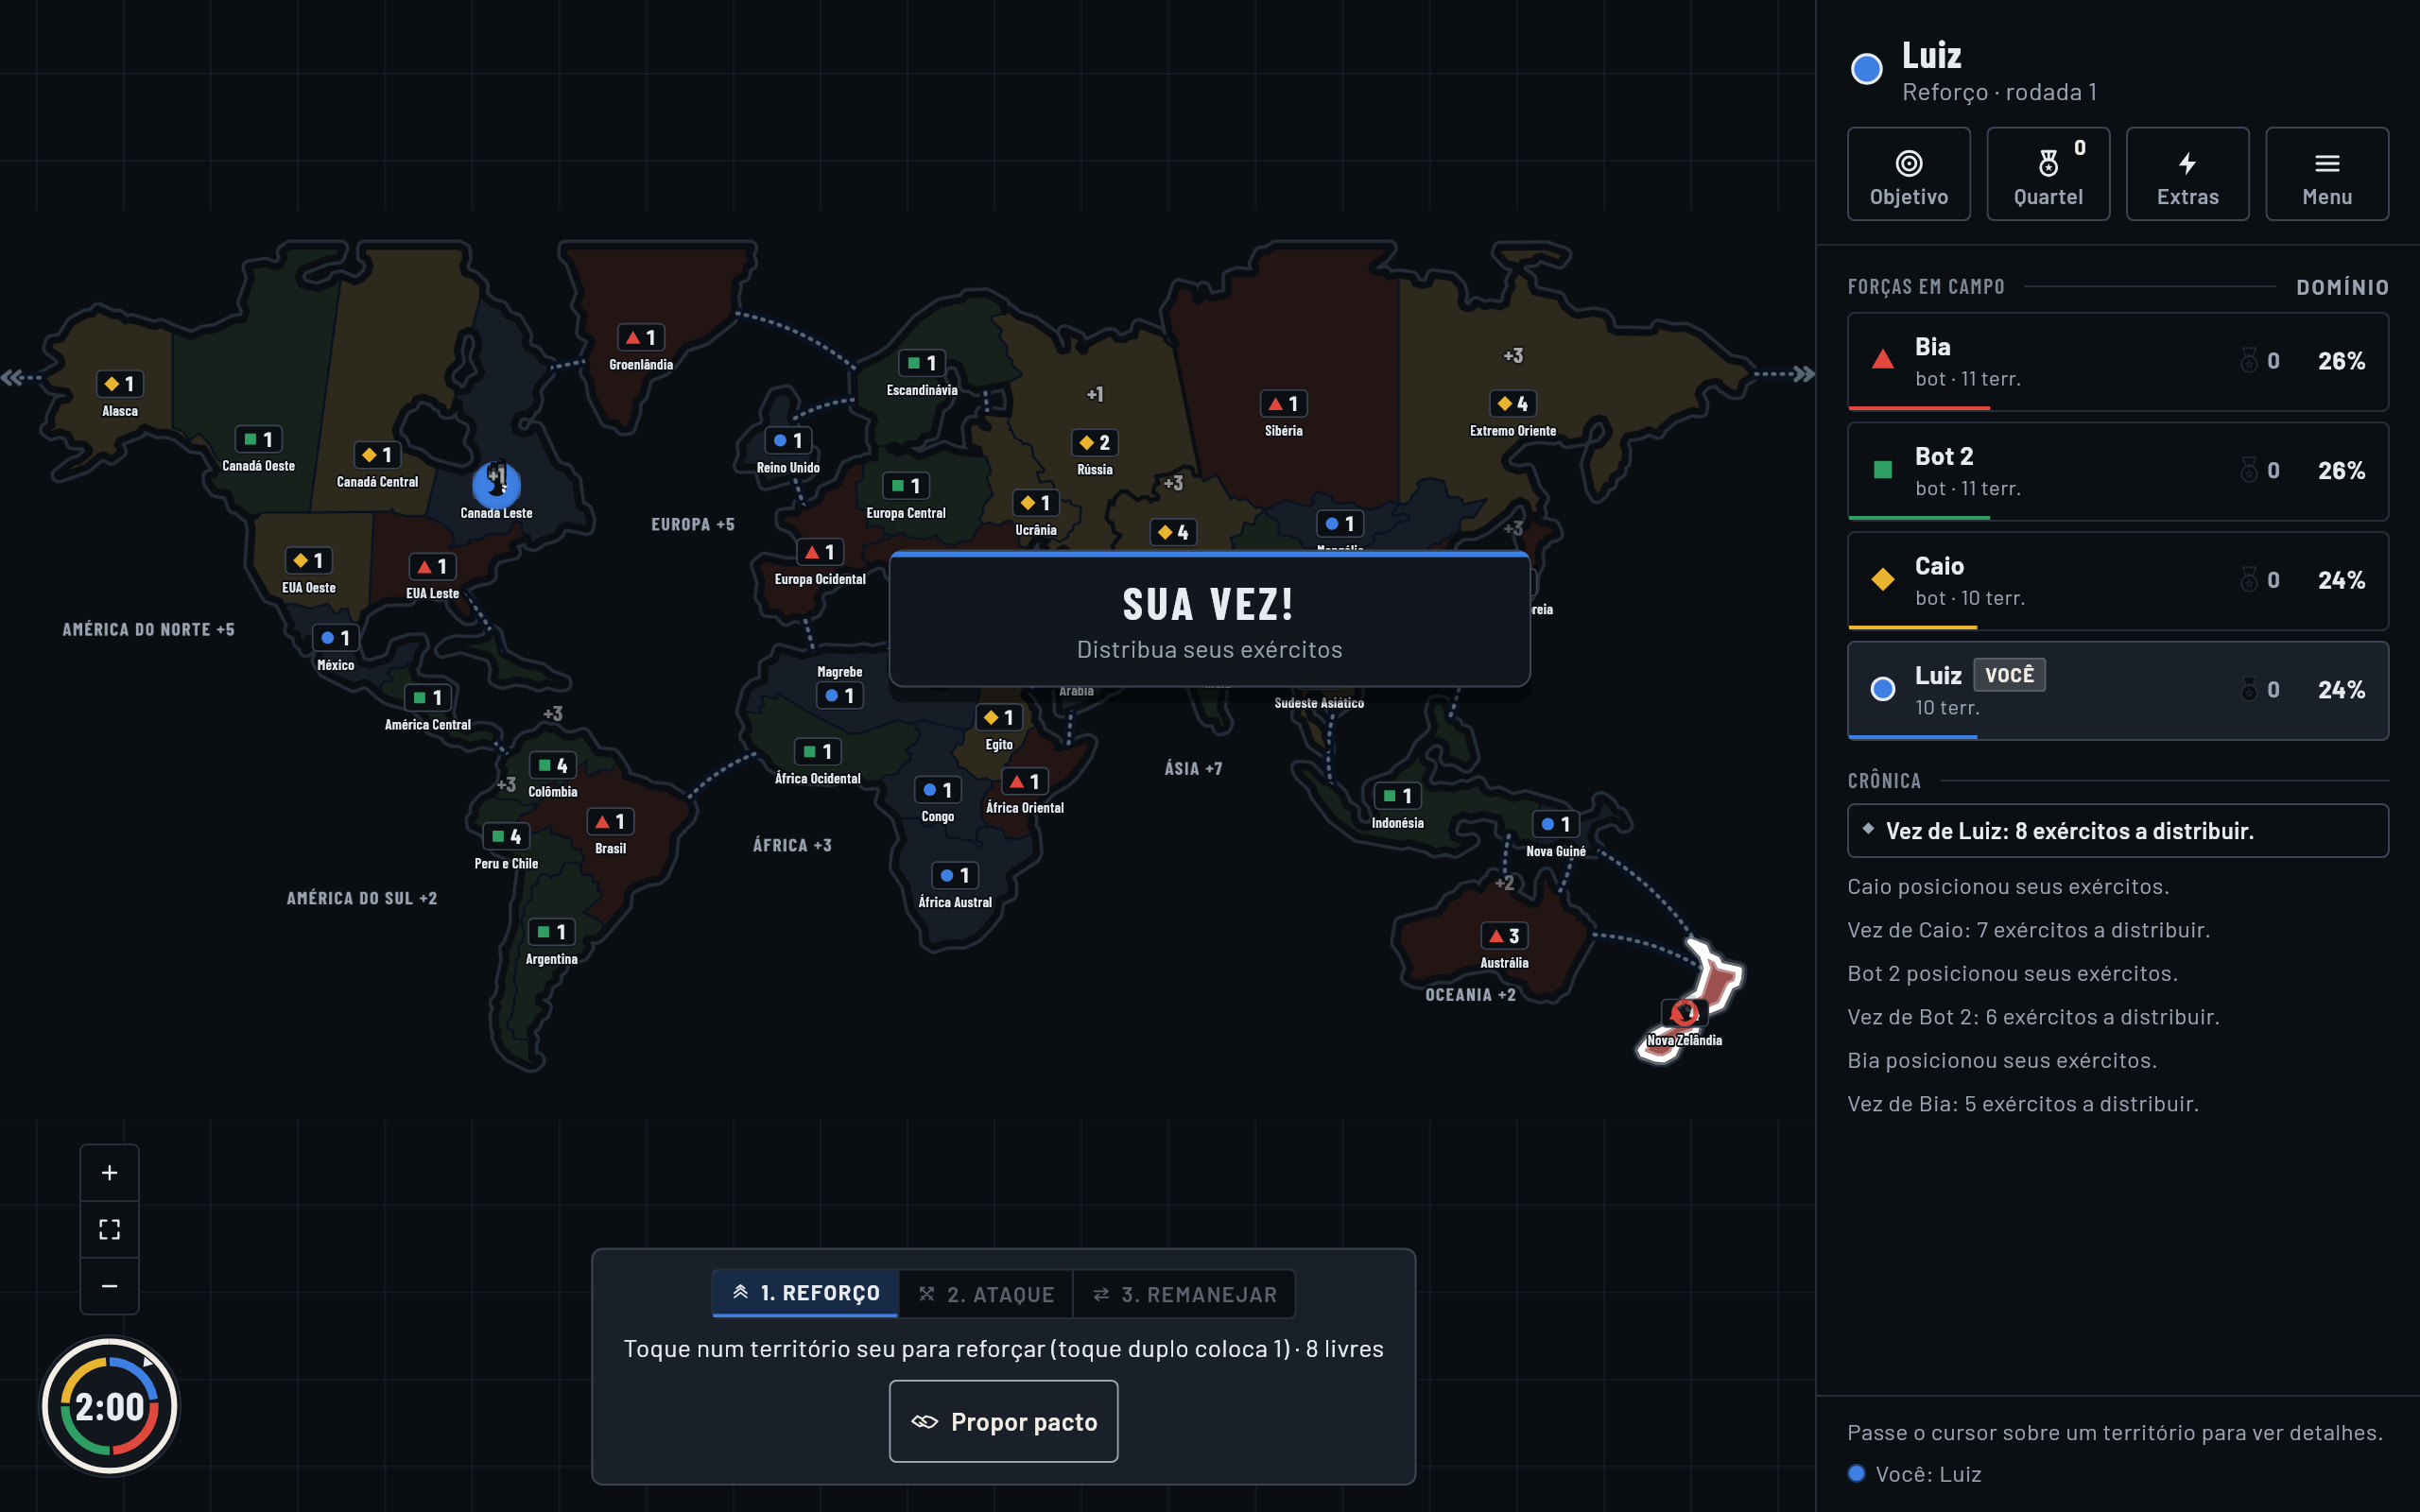 Luiz
Reforço · rodada 1
Objetivo
0
Quartel
Extras
Menu
FORÇAS EM CAMPO
DOMÍNIO
Bia
bot · 11 terr.
0
26%
Bot 2
bot · 11 terr.
0
26%
Caio
bot · 10 terr.
0
24%
Luiz VOCÊ
10 terr.
0
24%
CRÔNICA
Vez de Luiz: 8 exércitos a distribuir.
Caio posicionou seus exércitos.
Vez de Caio: 7 exércitos a distribuir.
Bot 2 posicionou seus exércitos.
Vez de Bot 2: 6 exércitos a distribuir.
Bia posicionou seus exércitos.
Vez de Bia: 5 exércitos a distribuir.
Passe o cursor sobre um território para ver detalhes.
Você: Luiz
1
Alasca
1
Canadá Oeste
1
Canadá Central
+1
Canadá Leste
1
Groenlândia
1
EUA Oeste
1
EUA Leste
AMÉRICA DO NORTE +5
1
México
1
América Central
+3
4
Colômbia
+3
4
Peru e Chile
1
Brasil
AMÉRICA DO SUL +2
1
Argentina
1
Escandinávia
1
Reino Unido
1
Europa Central
EUROPA +5
1
Europa Ocidental
+1
2
Rússia
1
Ucrânia
1
Sibéria
+3
4
Extremo Oriente
+3
4
1
+3
SUA VEZ!
Distribua seus exércitos
Magrebe
1
Arábia
Sudeste Asiático
1
Egito
1
África Ocidental
1
Congo
1
África Oriental
ÁFRICA +3
1
África Austral
ÁSIA +7
1
Indonésia
1
Nova Guiné
+2
3
Austrália
OCEANIA +2
Nova Zelândia
+
−
2:00
1. REFORÇO
2. ATAQUE
3. REMANEJAR
Toque num território seu para reforçar (toque duplo coloca 1) · 8 livres
Propor pacto